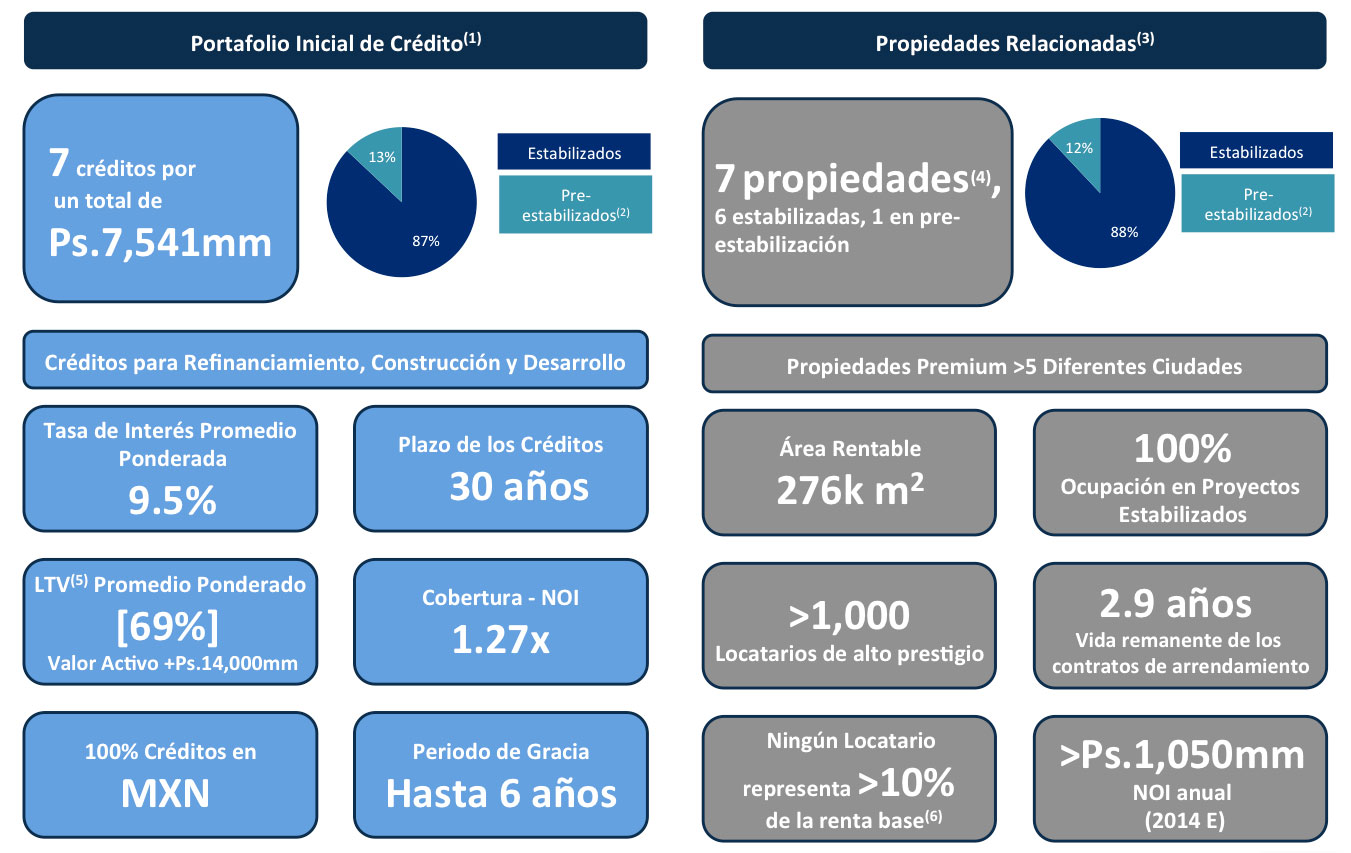 Portafolio Inicial de Crédito(1)
7 créditos por
un total de
Ps.7,541mm
13%
87%
Estabilizados
Pre-
estabilizados(2)
Créditos para Refinanciamiento, Construcción y Desarrollo
Tasa de Interés Promedio
Ponderada
9.5%
Plazo de los Créditos
30 años
LTV(5) Promedio Ponderado
[69%]
Valor Activo +Ps.14,000mm
Cobertura - NOI
1.27x
100% Créditos en
MXN
Periodo de Gracia
Hasta 6 años
Propiedades Relacionadas(3)
7 propiedades(4),
6 estabilizadas, 1 en pre-
estabilización
12%
88%
Estabilizados
Pre-
estabilizados(2)
Propiedades Premium >5 Diferentes Ciudades
Área Rentable
276k m2
100%
Ocupación en Proyectos
Estabilizados
>1,000
Locatarios de alto prestigio
2.9 años
Vida remanente de los
contratos de arrendamiento
Ningún Locatario
representa >10%
de la renta base(6)
>Ps.1,050mm
NOI anual
(2014 E)